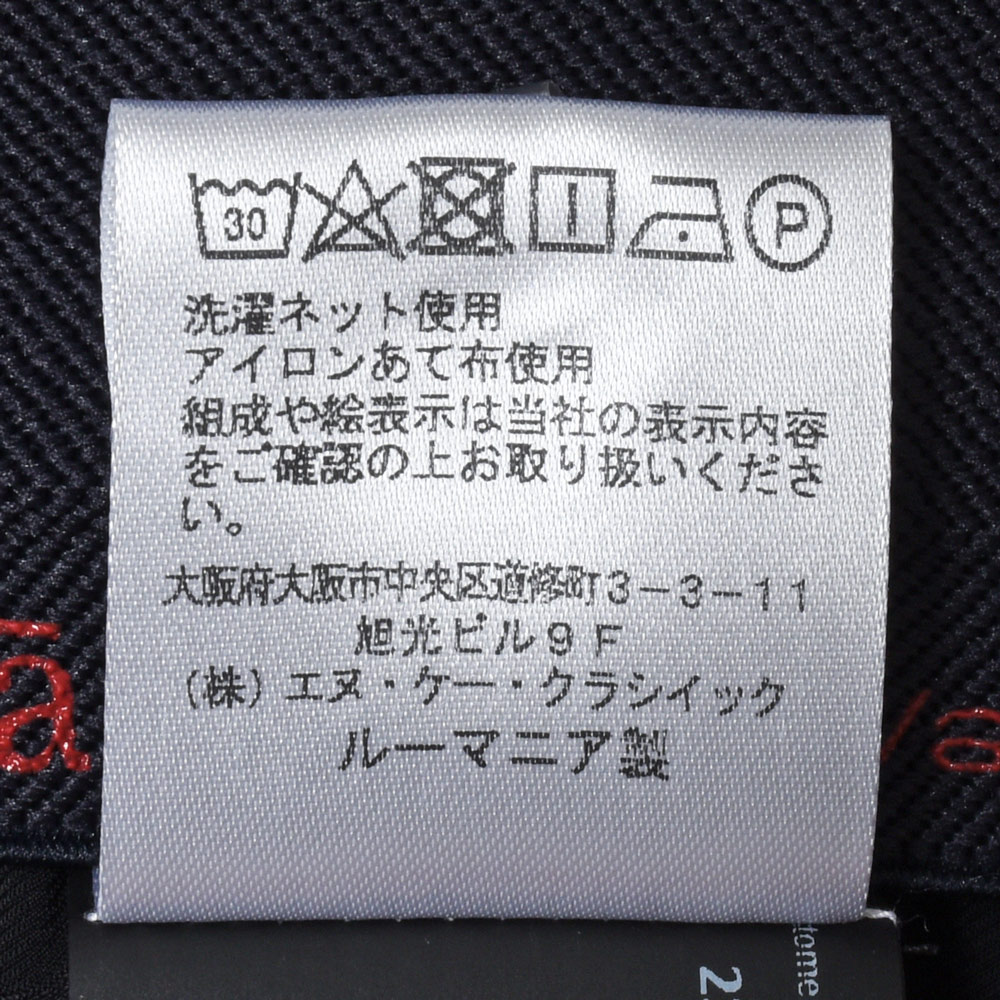 30 P
洗濯ネット使用
アイロンあて布使用
組成や絵表示は当社の表示内容
をご確認の上お取り扱いくださ
い。
大阪府大阪市中央区道修町3-3-11
旭光ビル9F
(株)エヌ・ケー・クラシイック
ルーマニア製
a
/a
tome
2